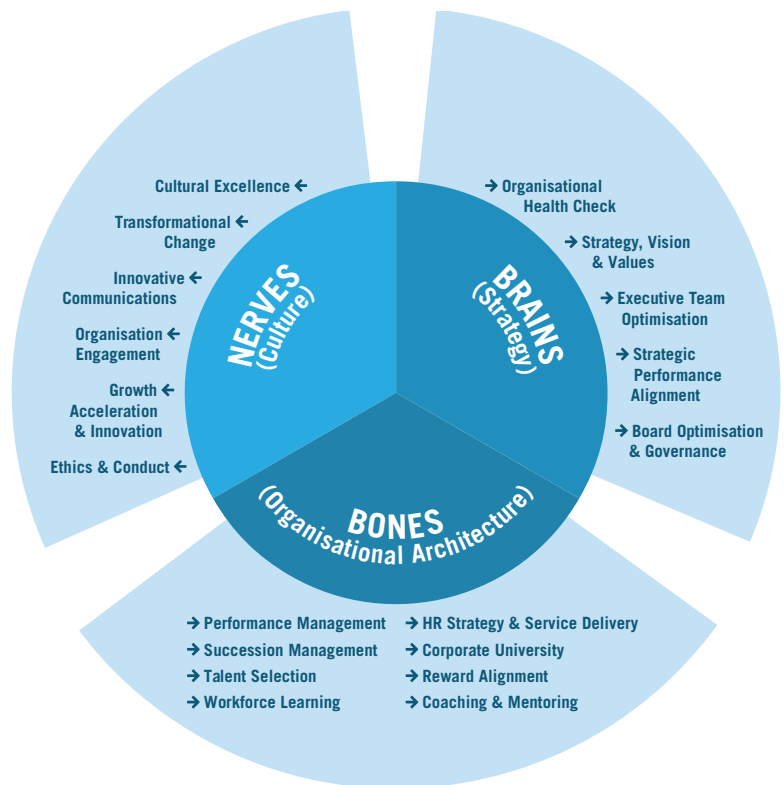 NERVES
(Culture)
Cultural Excellence ←
Transformational ←
Change
Innovative ←
Communications
Organisation ←
Engagement
Growth ←
Acceleration
& Innovation
Ethics & Conduct ←
BRAINS
(Strategy)
→ Organisational
Health Check
→ Strategy, Vision
& Values
→ Executive Team
Optimisation
→ Strategic
Performance
Alignment
→ Board Optimisation
& Governance
BONES
(Organisational Architecture)
→ Performance Management
→ Succession Management
→ Talent Selection
→ Workforce Learning
→ HR Strategy & Service Delivery
→ Corporate University
→ Reward Alignment
→ Coaching & Mentoring